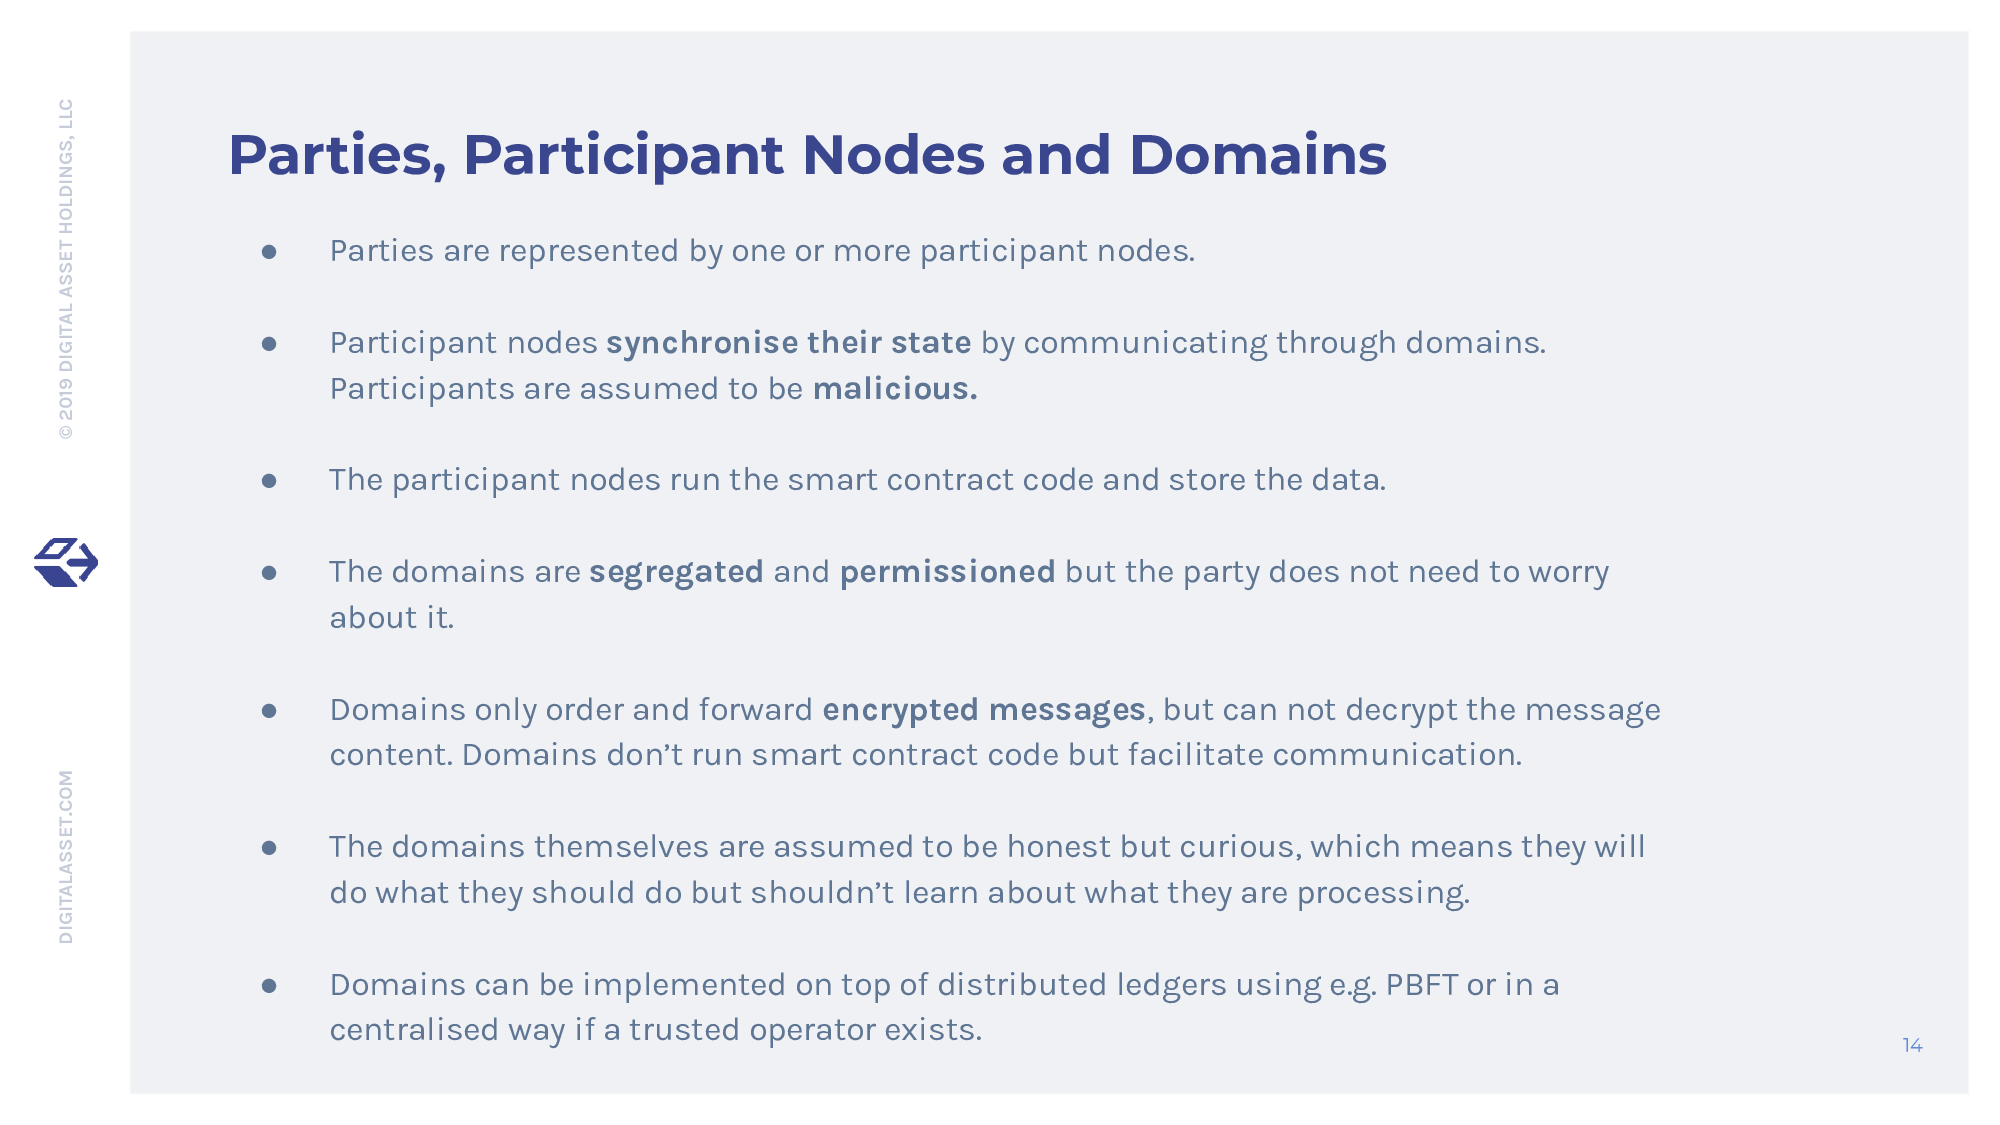 © 2019 DIGITAL ASSET HOLDINGS, LLC
DIGITALASSET.COM
Parties, Participant Nodes and Domains
● Parties are represented by one or more participant nodes.
● Participant nodes synchronise their state by communicating through domains.
Participants are assumed to be malicious.
● The participant nodes run the smart contract code and store the data.
● The domains are segregated and permissioned but the party does not need to worry
about it.
● Domains only order and forward encrypted messages, but can not decrypt the message
content. Domains don’t run smart contract code but facilitate communication.
● The domains themselves are assumed to be honest but curious, which means they will
do what they should do but shouldn’t learn about what they are processing.
● Domains can be implemented on top of distributed ledgers using e.g. PBFT or in a
centralised way if a trusted operator exists.
14